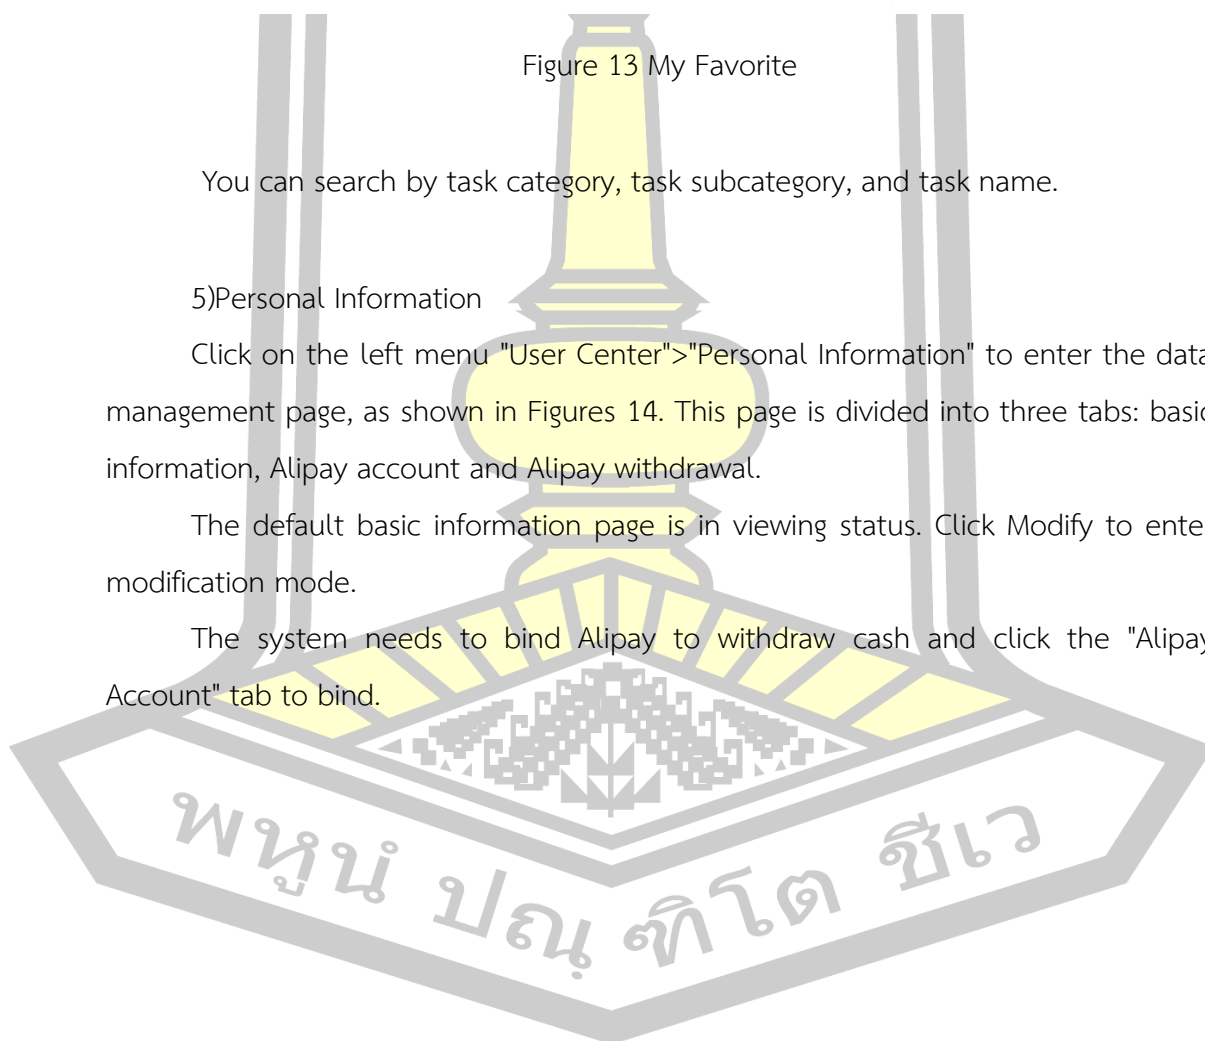 Figure 13 My Favorite
You can search by task category, task subcategory, and task name.
5)Personal Information
Click on the left menu "User Center">"Personal Information" to enter the data
management page, as shown in Figures 14. This page is divided into three tabs: basic
information, Alipay account and Alipay withdrawal.
The default basic information page is in viewing status. Click Modify to enter
modification mode.
The system needs to bind Alipay to withdraw cash and click the "Alipay
Account" tab to bind.
พหูนํ ปณฺ ฑิโต ชีเว